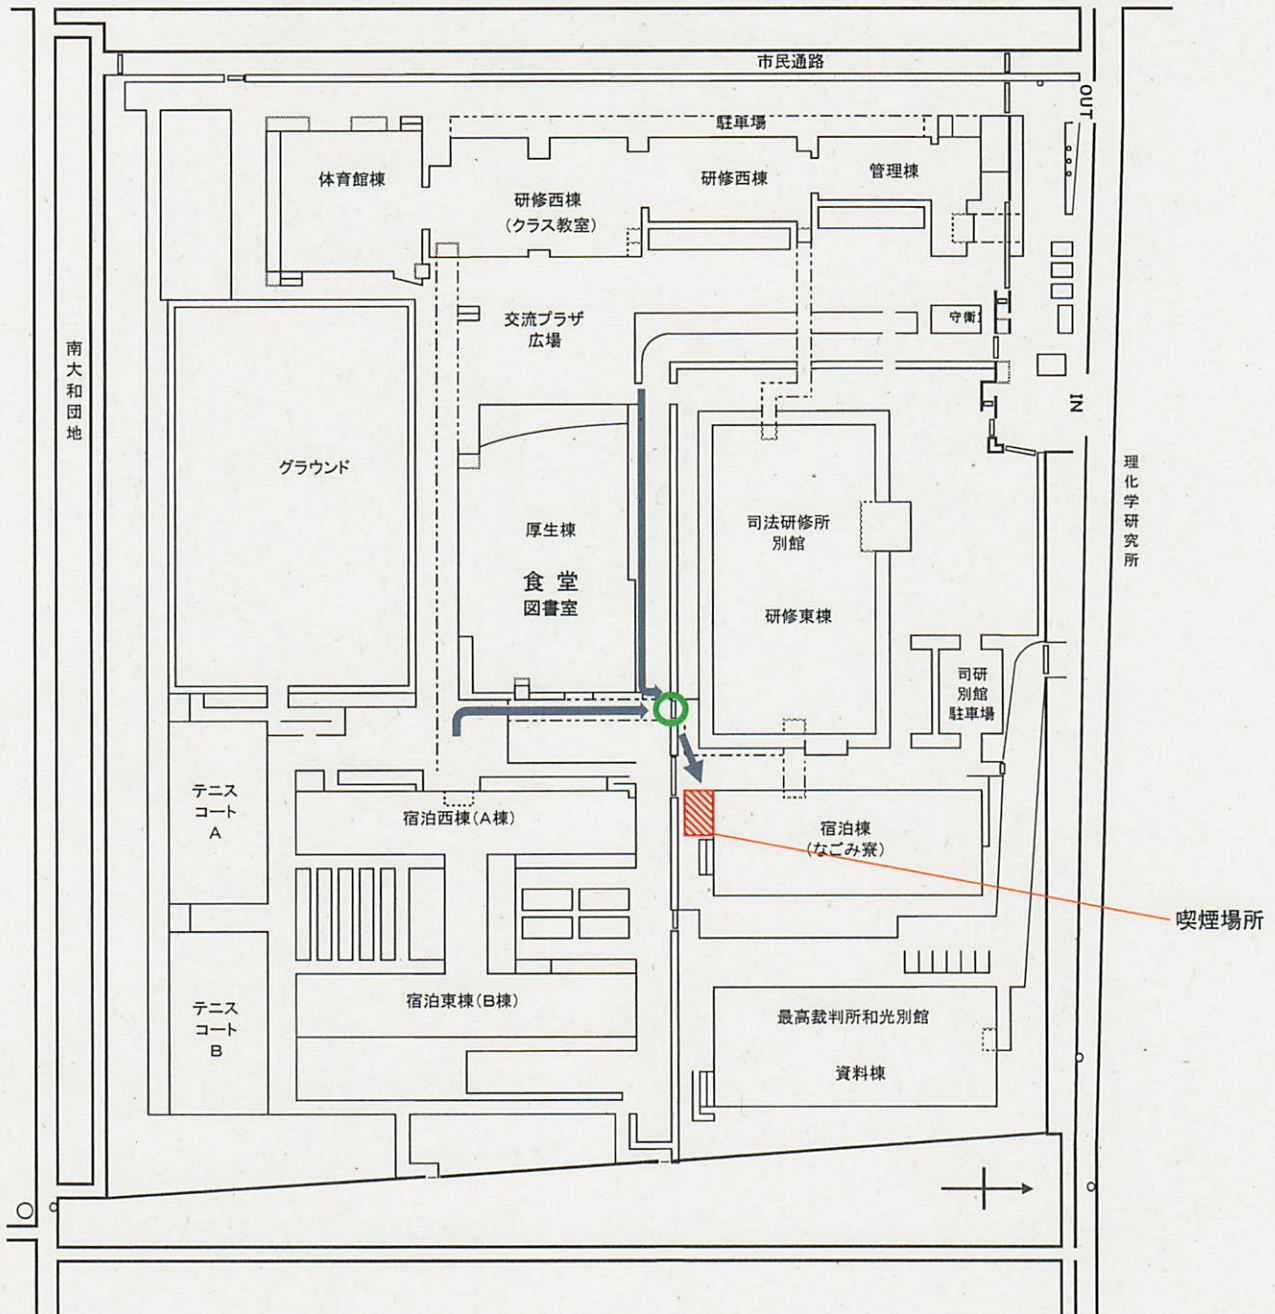 市民通路
OUT
駐車場
体育館棟
研修西棟
(クラス教室)
研修西棟
管理棟
交流プラザ
広場
守衛
南大和団地
IN
グラウンド
厚生棟
食堂
図書室
司法研修所
別館
研修東棟
理化学研究所
司研
別館
駐車場
テニス
コート
A
宿泊西棟(A棟)
宿泊棟
(なごみ寮)
喫煙場所
テニス
コート
B
宿泊東棟(B棟)
最高裁判所和光別館
資料棟